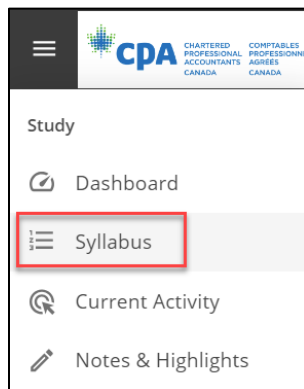 CPA
CHARTERED
PROFESSIONAL
ACCOUNTANTS
CANADA
COMPTABLES
AGRÉÉS
CANADA
Study
Dashboard
Syllabus
Current Activity
Notes & Highlights